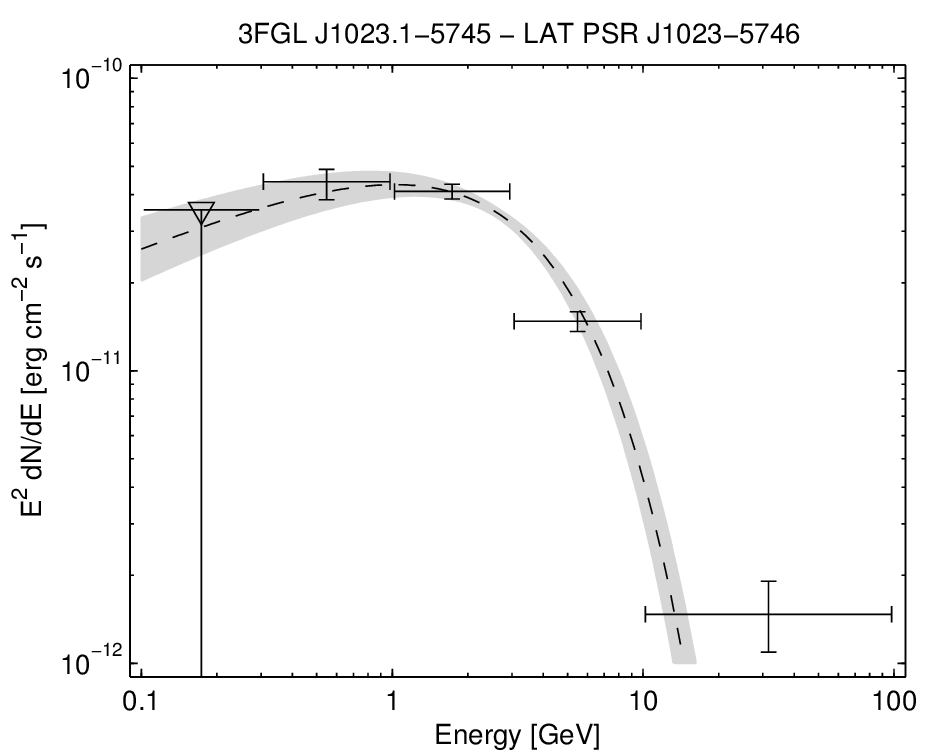 3FGL J1023.1−5745 − LAT PSR J1023−5746
10⁻¹⁰
10⁻¹¹
10⁻¹²
E² dN/dE [erg cm⁻² s⁻¹]
0.1 1 10 100
Energy [GeV]